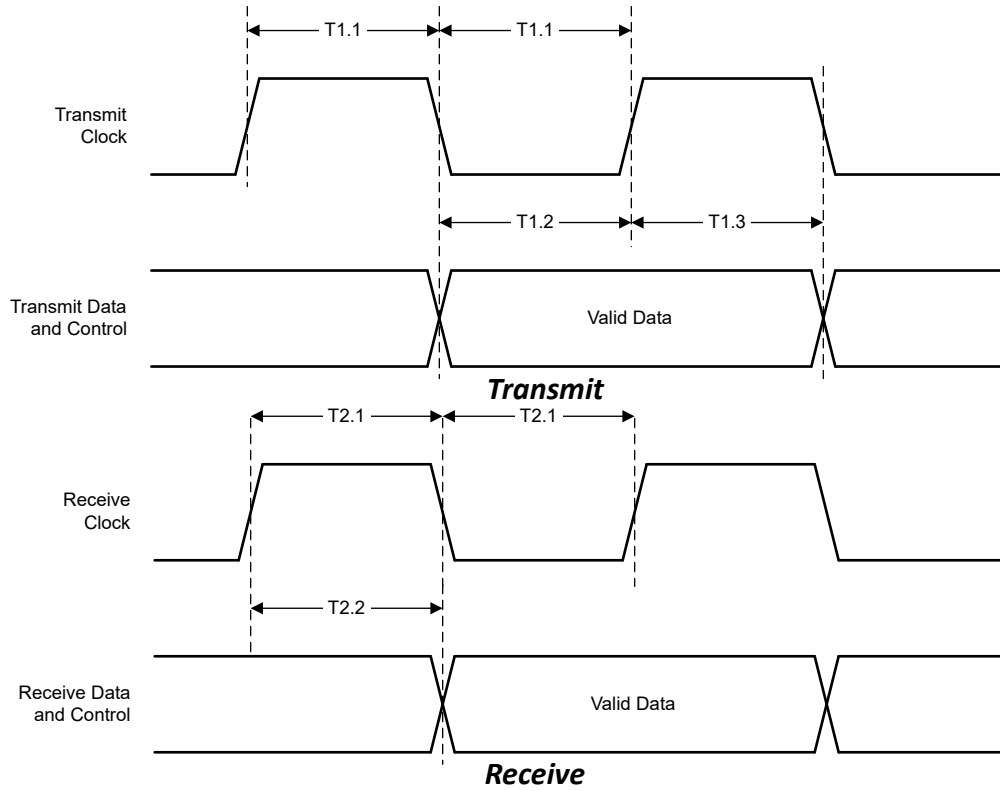 T1.1 T1.1
Transmit
Clock
T1.2 T1.3
Transmit Data
and Control
Valid Data
Transmit
T2.1 T2.1
Receive
Clock
T2.2
Receive Data
and Control
Valid Data
Receive